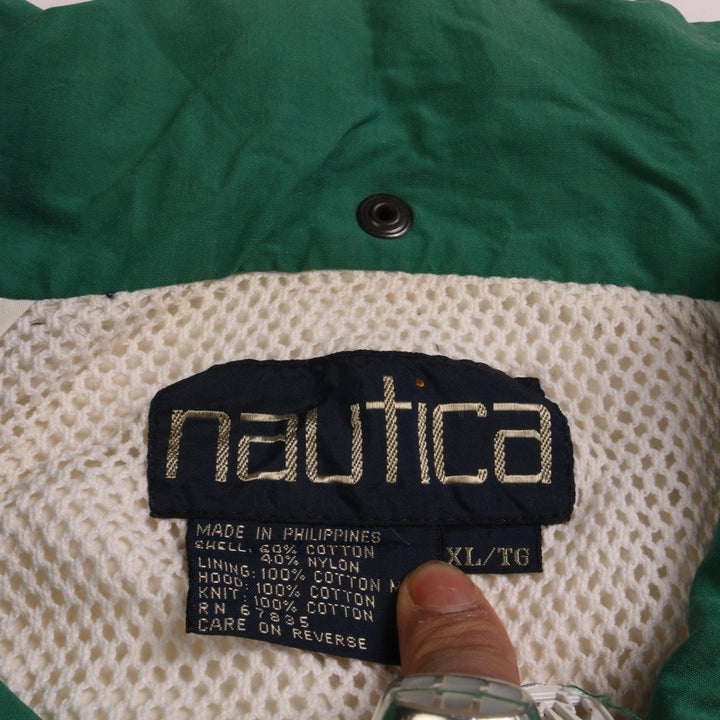 nautica
MADE IN PHILIPPINES
SHELL: 60% COTTON
40% NYLON
LINING: 100% COTTON
HOOD: 100% COTTON
KNIT: 100% COTTON
RN 67835
CARE ON REVERSE
XL/TG